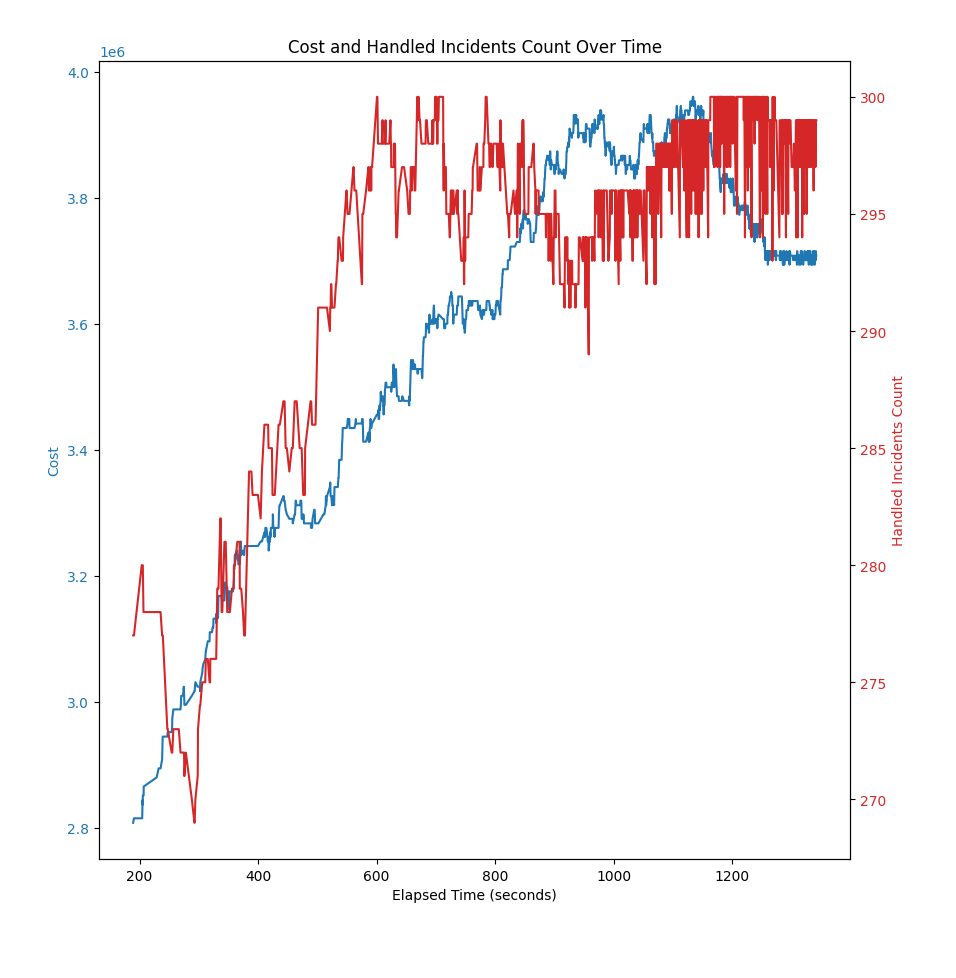 Cost and Handled Incidents Count Over Time
1e6
4.0
3.8
3.6
3.4
3.2
3.0
2.8
Cost
300
295
290
285
280
275
270
Handled Incidents Count
200 400 600 800 1000 1200
Elapsed Time (seconds)